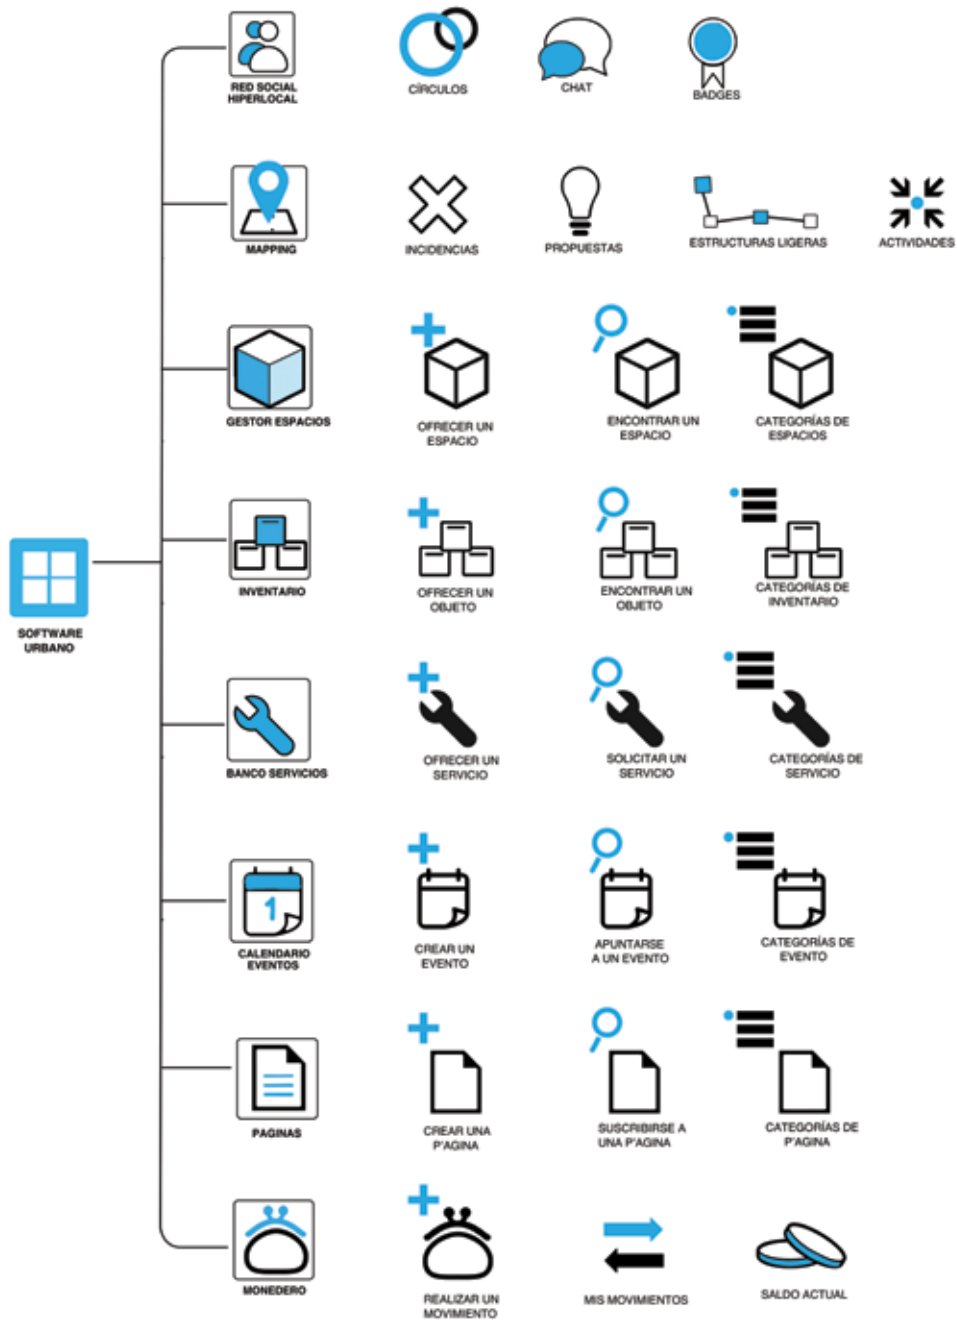 RED SOCIAL
HIPERLOCAL
CÍRCULOS
CHAT
BADGES
MAPPING
INCIDENCIAS
PROPUESTAS
ESTRUCTURAS LIGERAS
ACTIVIDADES
GESTOR ESPACIOS
OFRECER UN
ESPACIO
ENCONTRAR UN
ESPACIO
CATEGORÍAS DE
ESPACIOS
SOFTWARE
URBANO
INVENTARIO
OFRECER UN
OBJETO
ENCONTRAR UN
OBJETO
CATEGORÍAS DE
INVENTARIO
BANCO SERVICIOS
OFRECER UN
SERVICIO
SOLICITAR UN
SERVICIO
CATEGORÍAS DE
SERVICIO
1
CALENDARIO
EVENTOS
CREAR UN
EVENTO
APUNTARSE
A UN EVENTO
CATEGORÍAS DE
EVENTO
PAGINAS
CREAR UNA
P'AGINA
SUSCRIBIRSE A
UNA P'AGINA
CATEGORÍAS DE
P'AGINA
MONEDERO
REALIZAR UN
MOVIMIENTO
MIS MOVIMIENTOS
SALDO ACTUAL